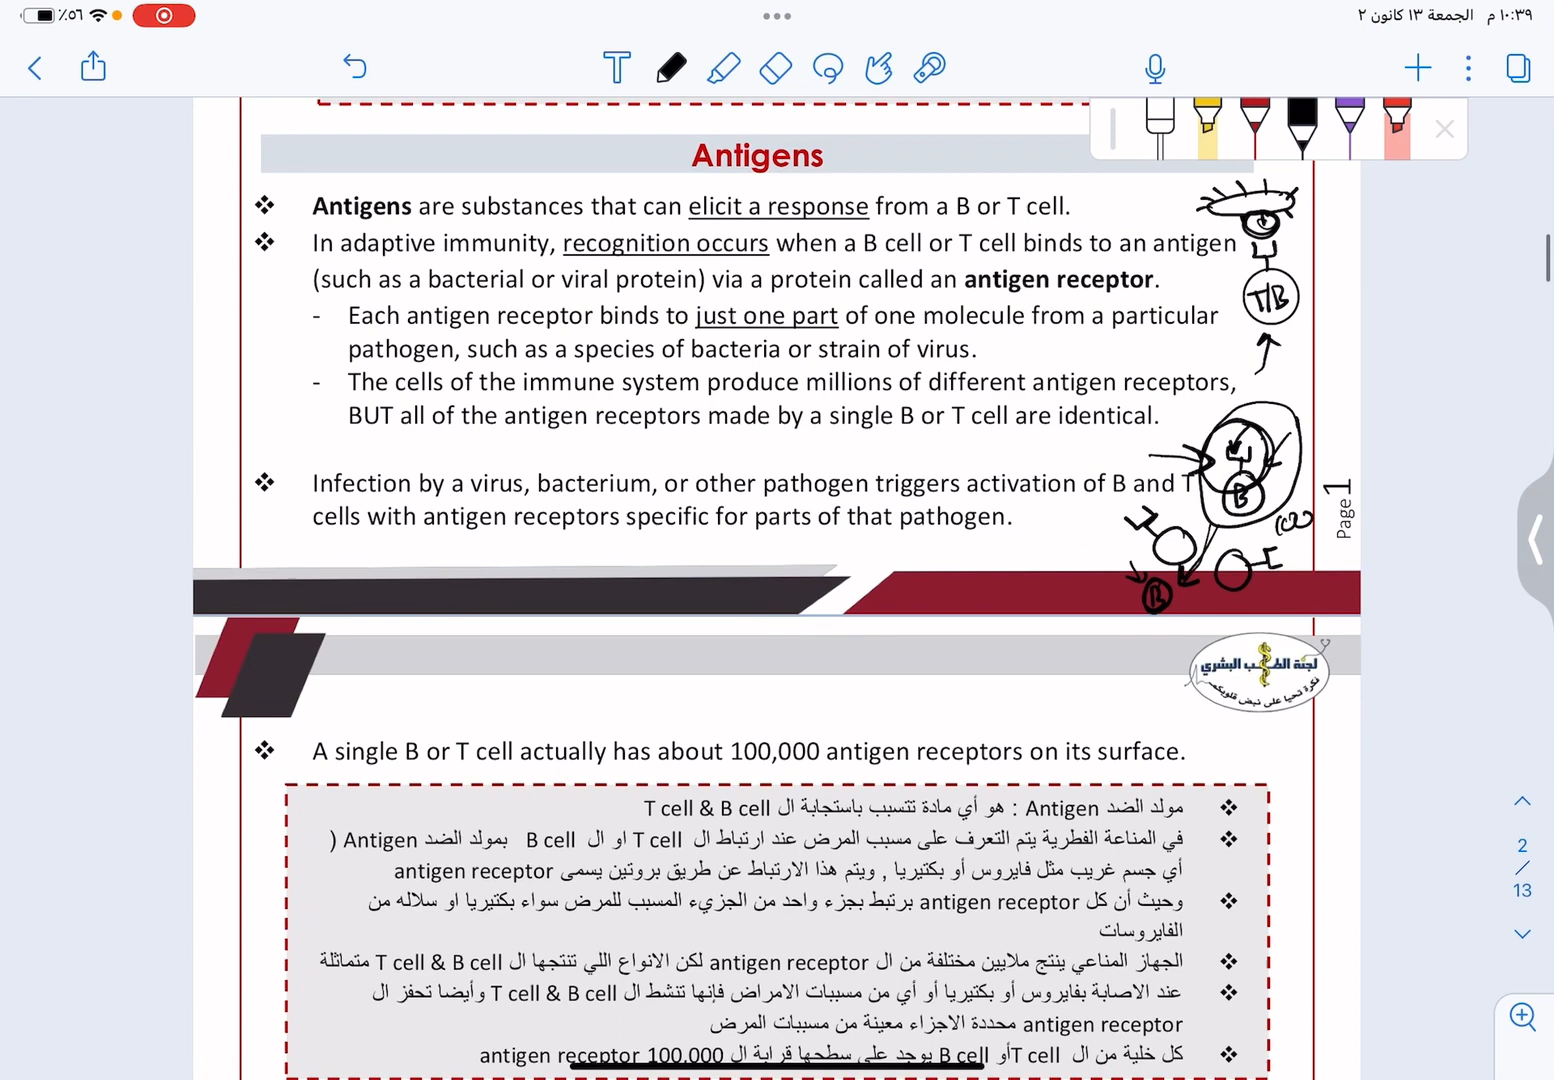 ٪٥٦
١٠:٣٩ م الجمعة ١٣ كانون ٢
Antigens
❖ Antigens are substances that can elicit a response from a B or T cell.
❖ In adaptive immunity, recognition occurs when a B cell or T cell binds to an antigen
(such as a bacterial or viral protein) via a protein called an antigen receptor.
- Each antigen receptor binds to just one part of one molecule from a particular
pathogen, such as a species of bacteria or strain of virus.
- The cells of the immune system produce millions of different antigen receptors,
BUT all of the antigen receptors made by a single B or T cell are identical.
T/B
❖ Infection by a virus, bacterium, or other pathogen triggers activation of B and T
cells with antigen receptors specific for parts of that pathogen.
B
B
Page 1
لجنة الطب البشري
فكرة تحيا على نبض قلوبكم
❖ A single B or T cell actually has about 100,000 antigen receptors on its surface.
❖ مولد الضد Antigen : هو أي مادة تتسبب باستجابة ال T cell & B cell
❖ في المناعة الفطرية يتم التعرف على مسبب المرض عند ارتباط ال T cell او ال B cell بمولد الضد Antigen (
أي جسم غريب مثل فايروس أو بكتيريا , ويتم هذا الارتباط عن طريق بروتين يسمى antigen receptor
❖ وحيث أن كل antigen receptor يرتبط بجزء واحد من الجزيء المسبب للمرض سواء بكتيريا او سلاله من
الفايروسات
❖ الجهاز المناعي ينتج ملايين مختلفة من ال antigen receptor لكن الانواع اللي تنتجها ال T cell & B cell متماثلة
❖ عند الاصابة بفايروس أو بكتيريا أو أي من مسببات الامراض فإنها تنشط ال T cell & B cell وأيضا تحفز ال
antigen receptor محددة الاجزاء معينة من مسببات المرض
❖ كل خلية من ال T cell أو B cell يوجد على سطحها قرابة ال 100,000 antigen receptor
2
/
13